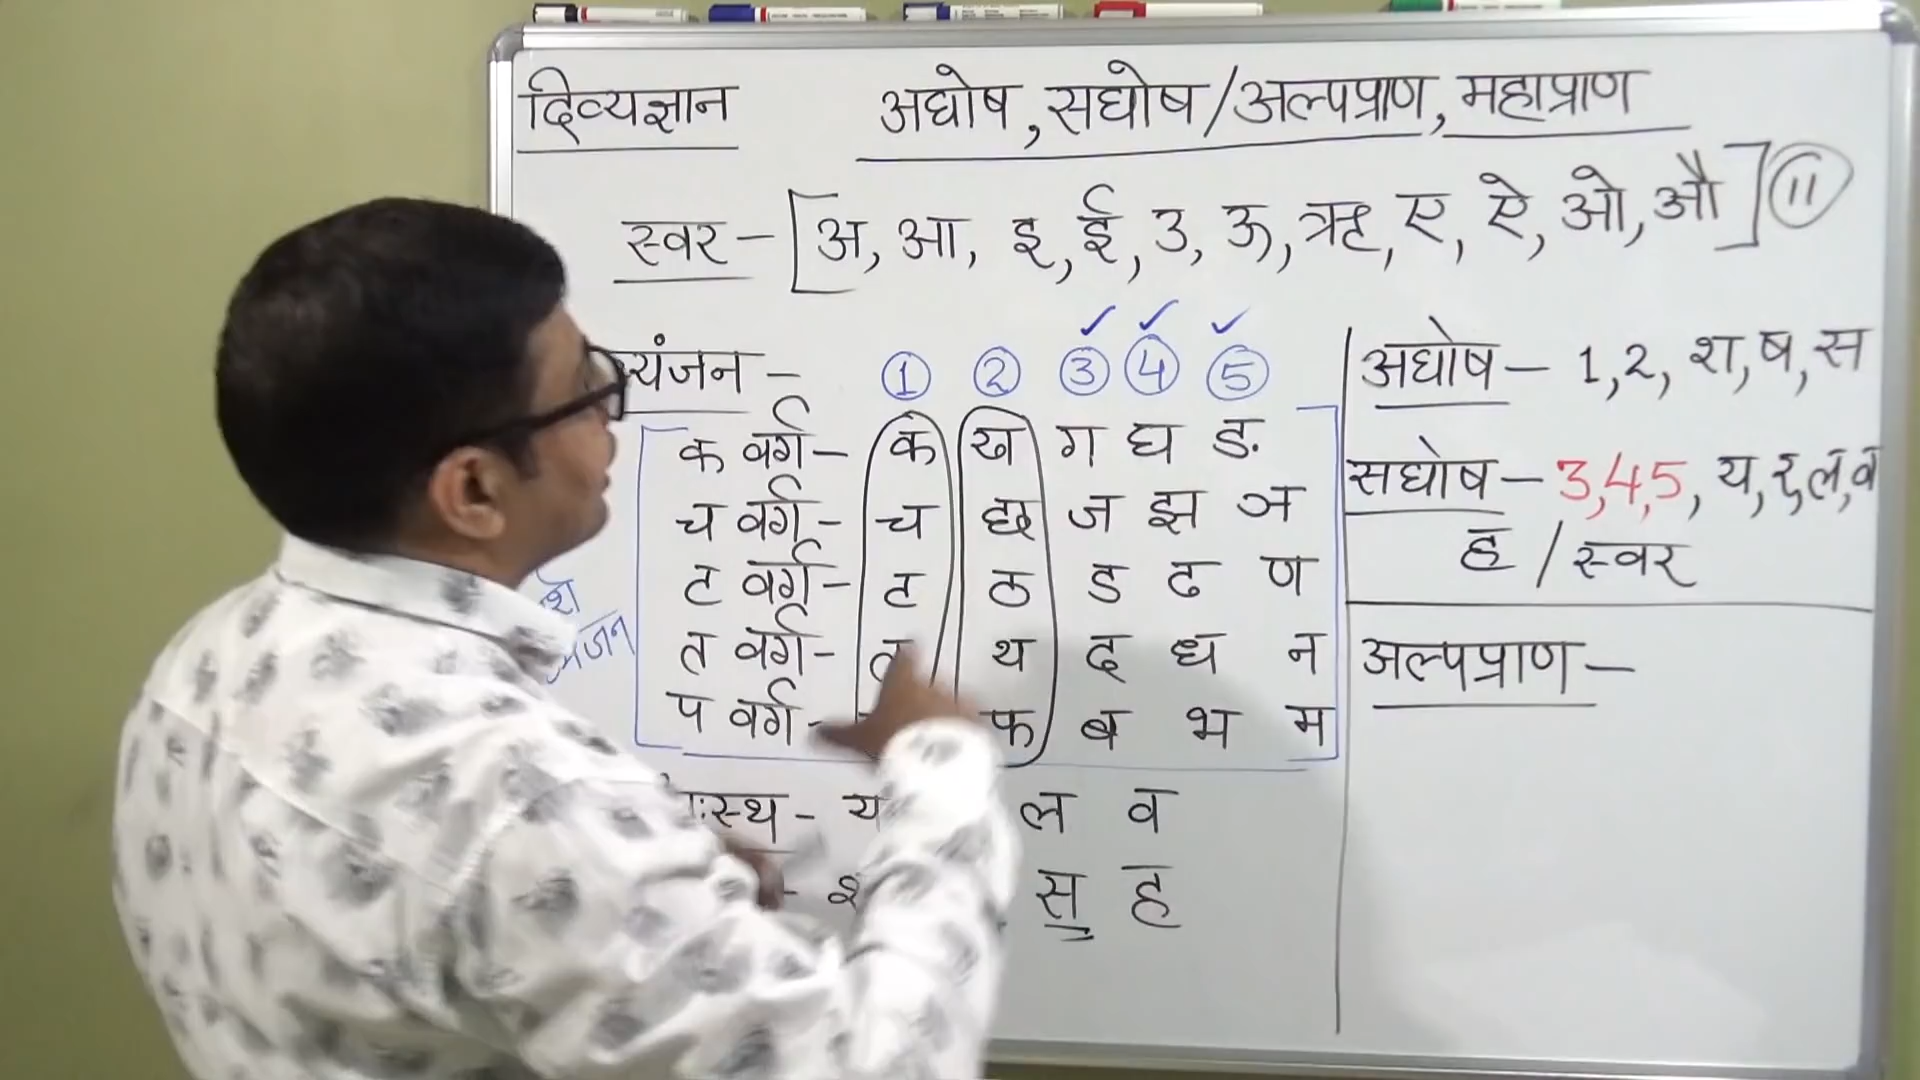 दिव्यज्ञान
अघोष, सघोष/अल्पप्राण, महाप्राण
स्वर - [अ, आ, इ, ई, उ, ऊ, ऋ, ए, ऐ, ओ, औ] 11
यंजन -
1 2 3 4 5
क वर्ग- क ख ग घ ङ
च वर्ग- च छ ज झ ञ
ट वर्ग- ट ठ ड ढ ण
त वर्ग- त थ द ध न
प वर्ग- फ ब भ म
ःस्थ- य ल व
- श स ह
अघोष- 1,2, श,ष,स
सघोष- 3,4,5, य,र,ल,व
ह / स्वर
अल्पप्राण-